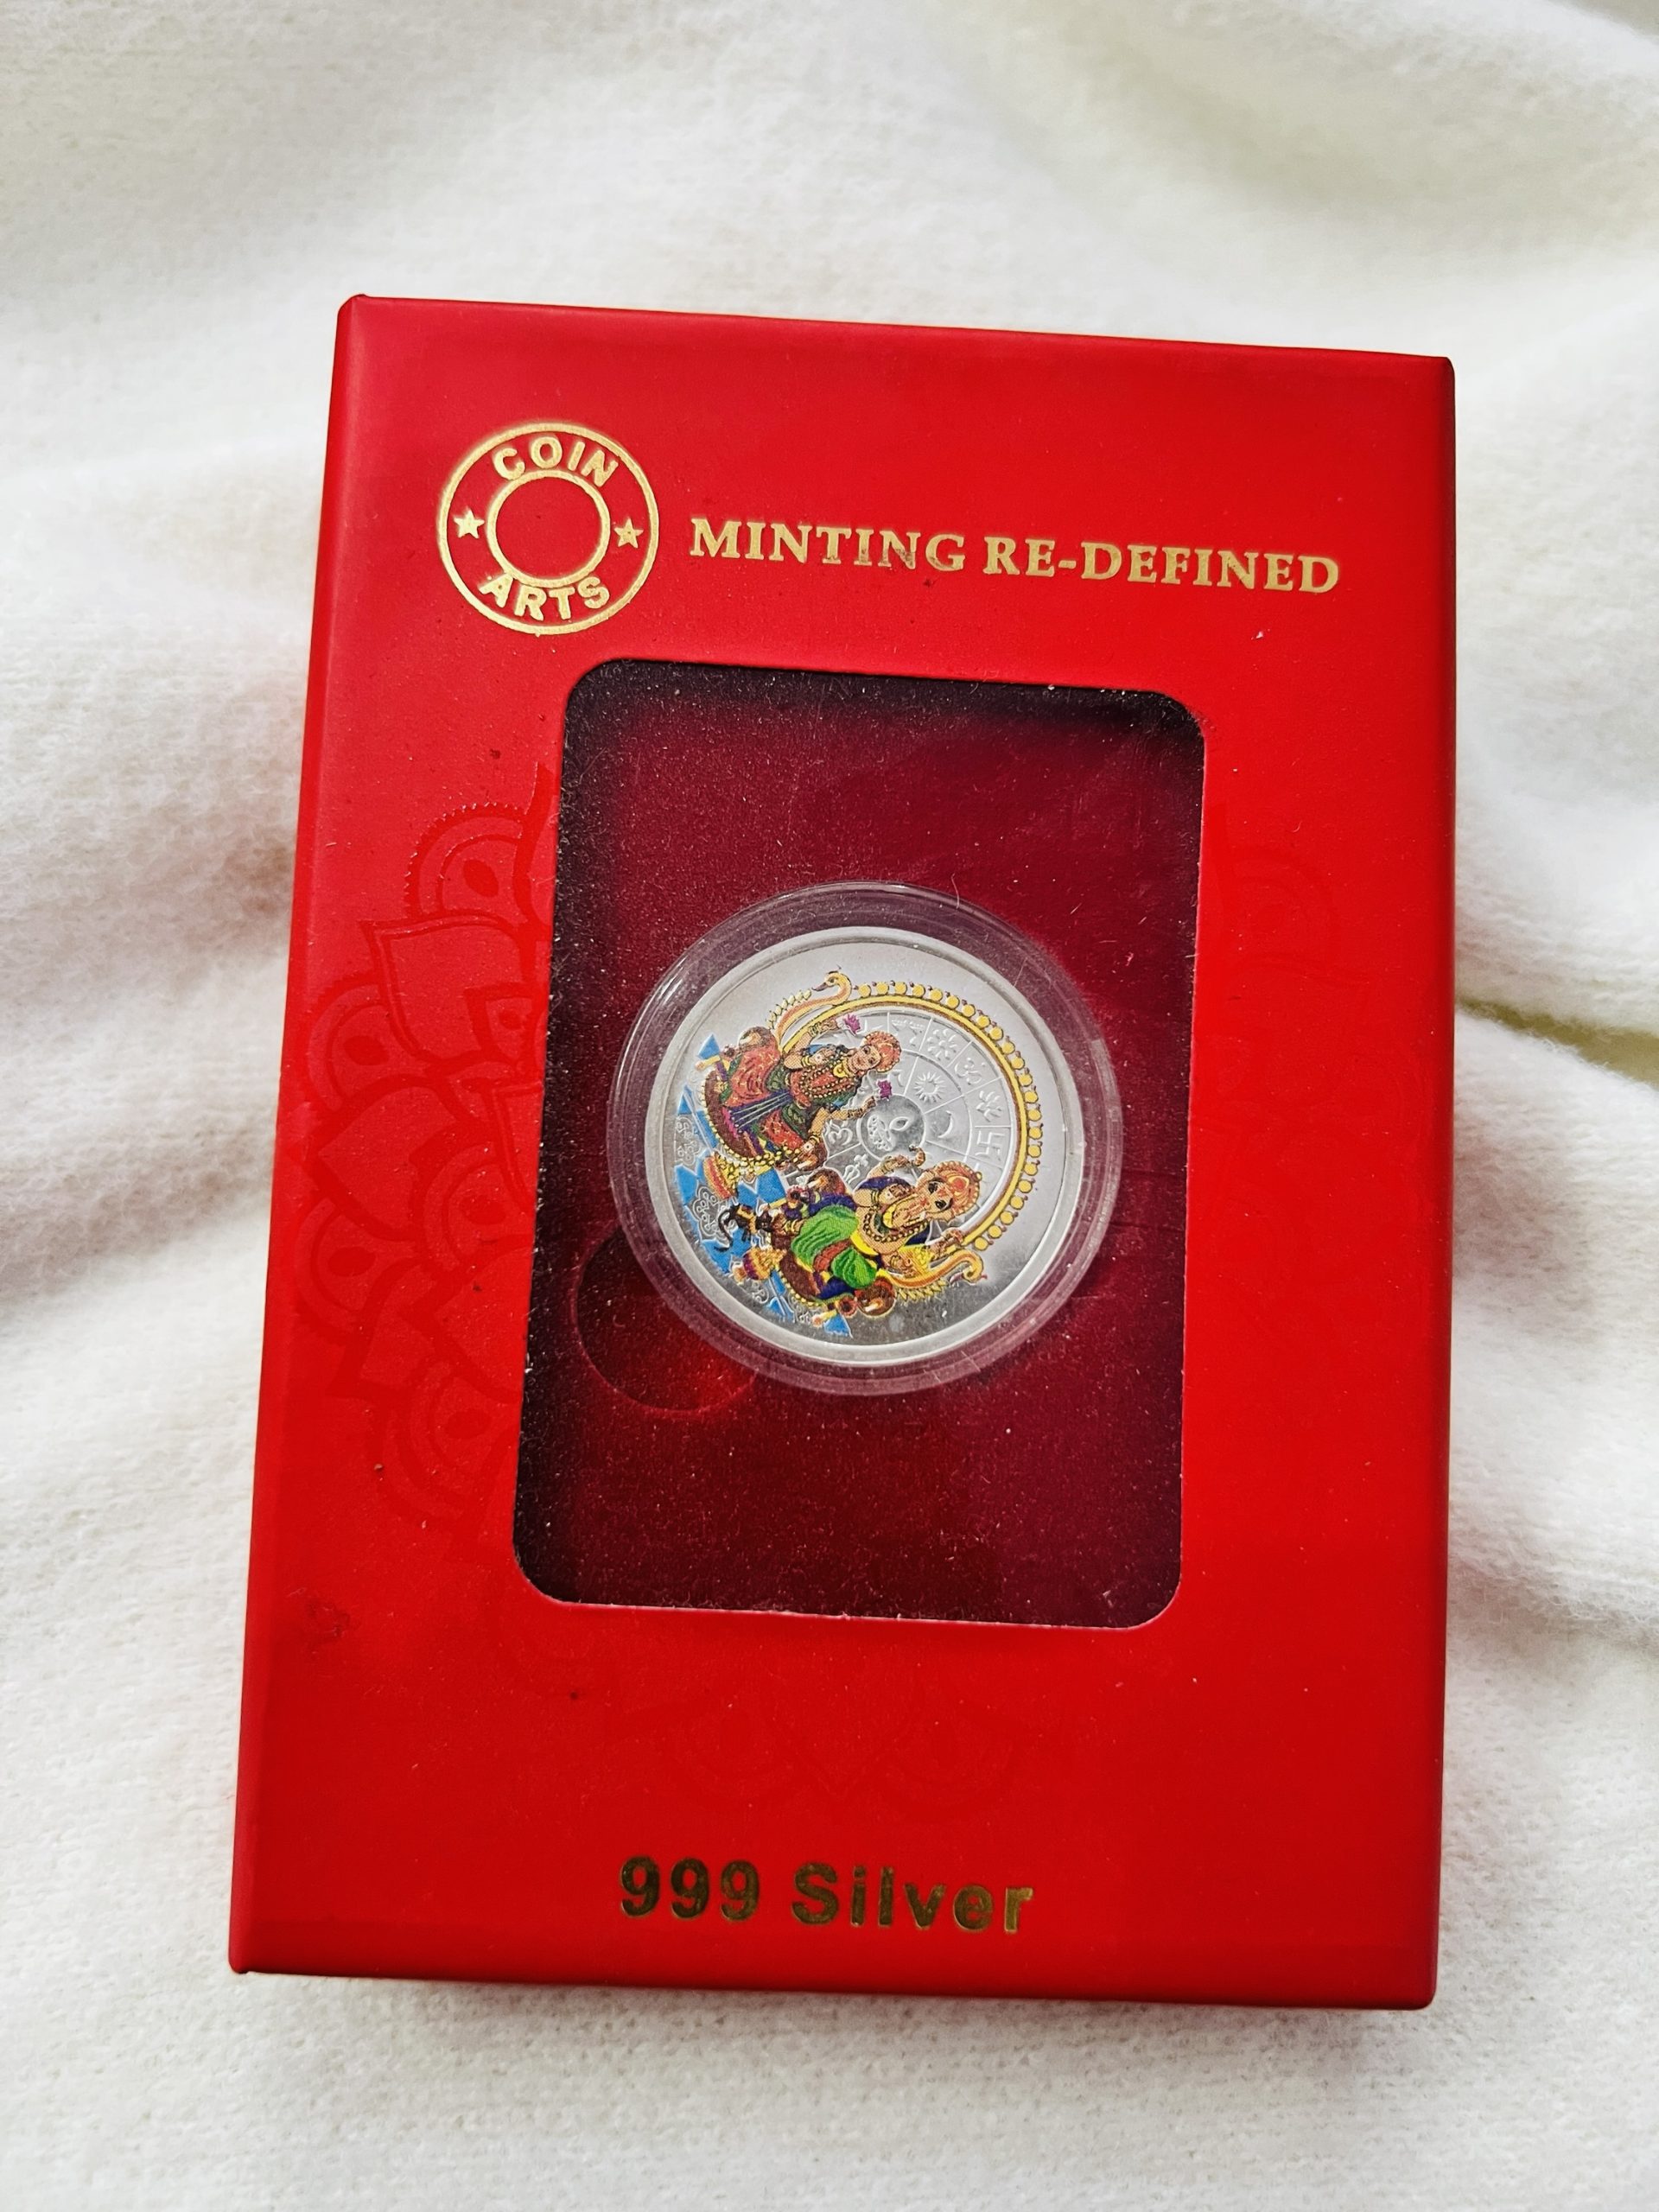 COIN
ARTS
MINTING RE-DEFINED
999 Silver